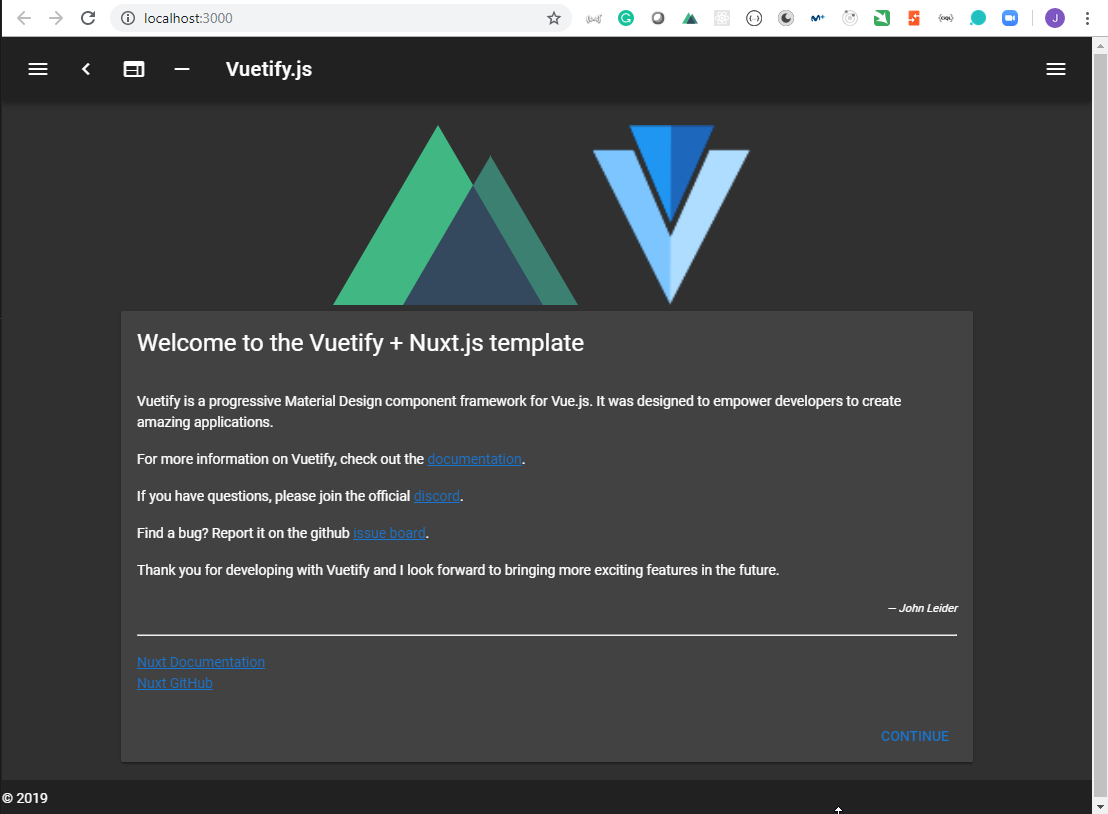 localhost:3000
J
Vuetify.js
Welcome to the Vuetify + Nuxt.js template
Vuetify is a progressive Material Design component framework for Vue.js. It was designed to empower developers to create
amazing applications.
For more information on Vuetify, check out the documentation.
If you have questions, please join the official discord.
Find a bug? Report it on the github issue board.
Thank you for developing with Vuetify and I look forward to bringing more exciting features in the future.
— John Leider
Nuxt Documentation
Nuxt GitHub
CONTINUE
© 2019